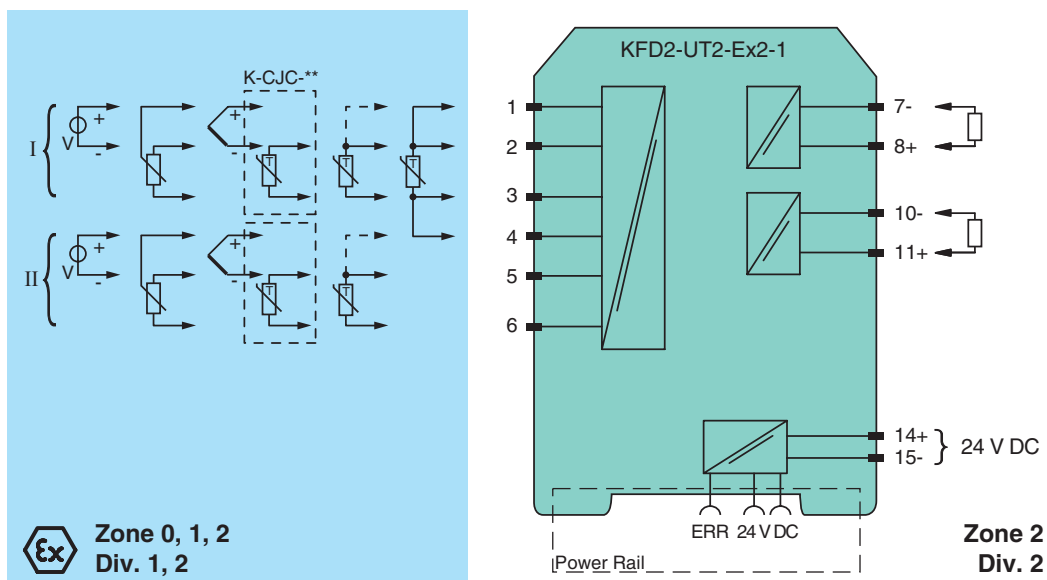 KFD2-UT2-Ex2-1
K-CJC-**
I
V
+
-
+
-
T
T
T
II
V
+
-
+
-
T
T
1
2
3
4
5
6
7-
8+
10-
11+
14+
15-
24 V DC
ERR 24 V DC
Power Rail
Ex
Zone 0, 1, 2
Div. 1, 2
Zone 2
Div. 2